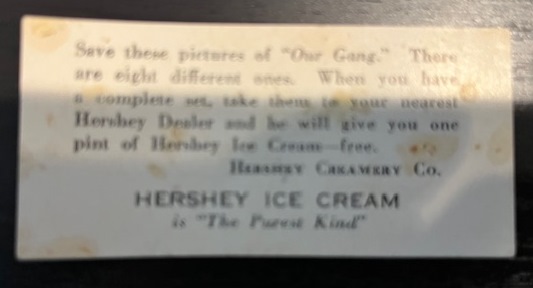 Save these pictures of "Our Gang." There
are eight different ones. When you have
a complete set, take them to your nearest
Hershey Dealer and he will give you one
pint of Hershey Ice Cream—free.
HERSHEY CREAMERY CO.
HERSHEY ICE CREAM
is "The Purest Kind"